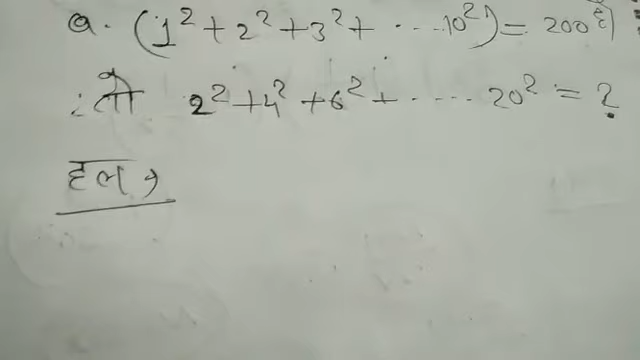 Q. (1² + 2² + 3² + ....10²) = 200 है
तो 2² + 4² + 6² + .... 20² = ?
हल →